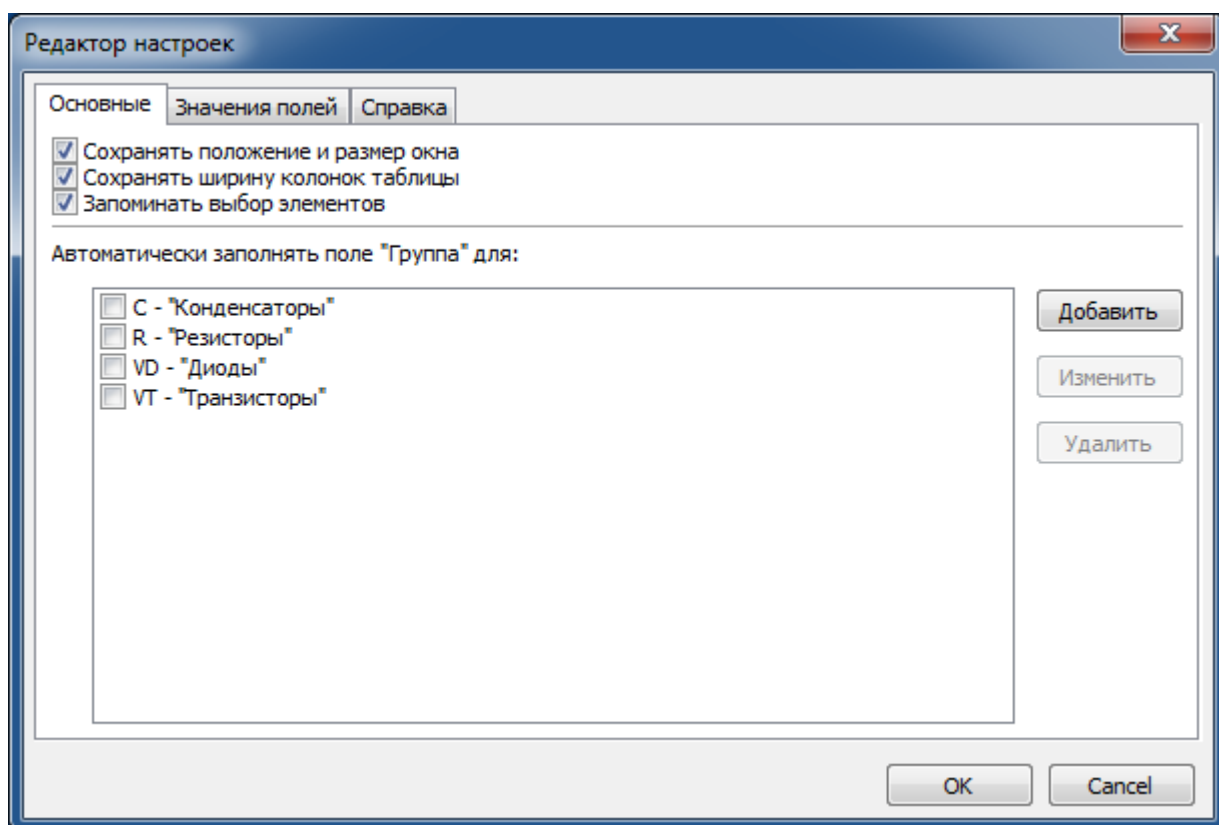 Редактор настроек
Основные Значения полей Справка
Сохранять положение и размер окна
Сохранять ширину колонок таблицы
Запоминать выбор элементов
Автоматически заполнять поле "Группа" для:
C - "Конденсаторы"
R - "Резисторы"
VD - "Диоды"
VT - "Транзисторы"
Добавить
Изменить
Удалить
OK Cancel